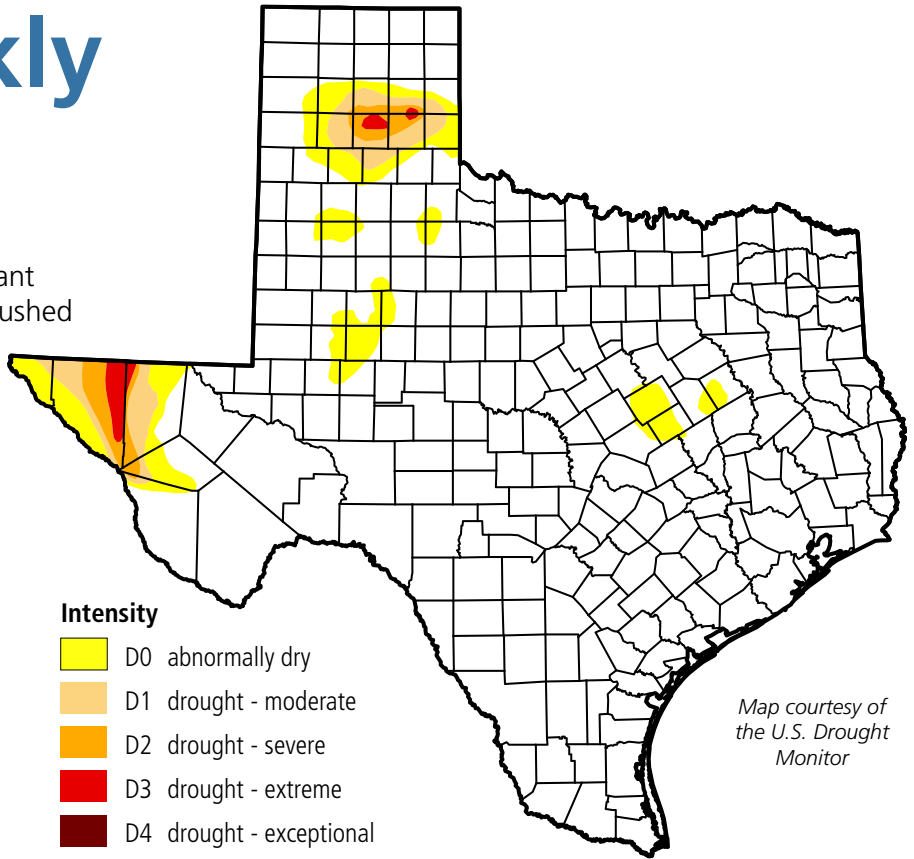 kly
ant
ushed
Intensity
D0 abnormally dry
D1 drought - moderate
D2 drought - severe
D3 drought - extreme
D4 drought - exceptional
Map courtesy of
the U.S. Drought
Monitor